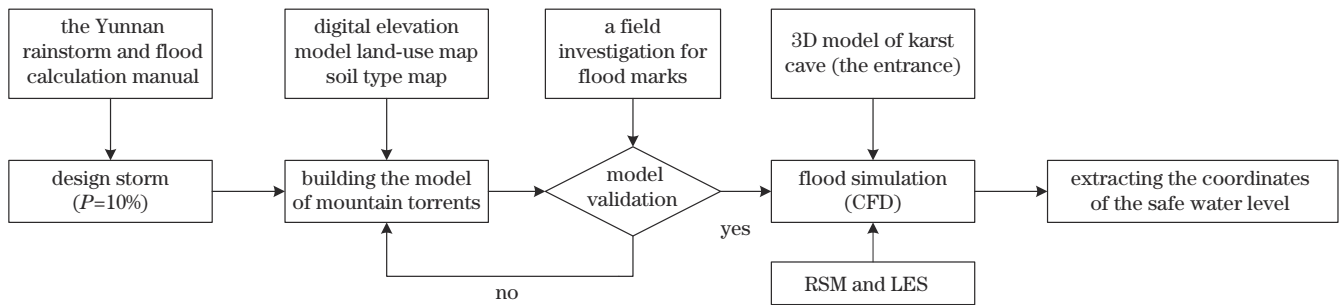 the Yunnan
rainstorm and flood
calculation manual
digital elevation
model land-use map
soil type map
a field
investigation for
flood marks
3D model of karst
cave (the entrance)
design storm
(P=10%)
building the model
of mountain torrents
model
validation
yes
flood simulation
(CFD)
extracting the coordinates
of the safe water level
no
RSM and LES